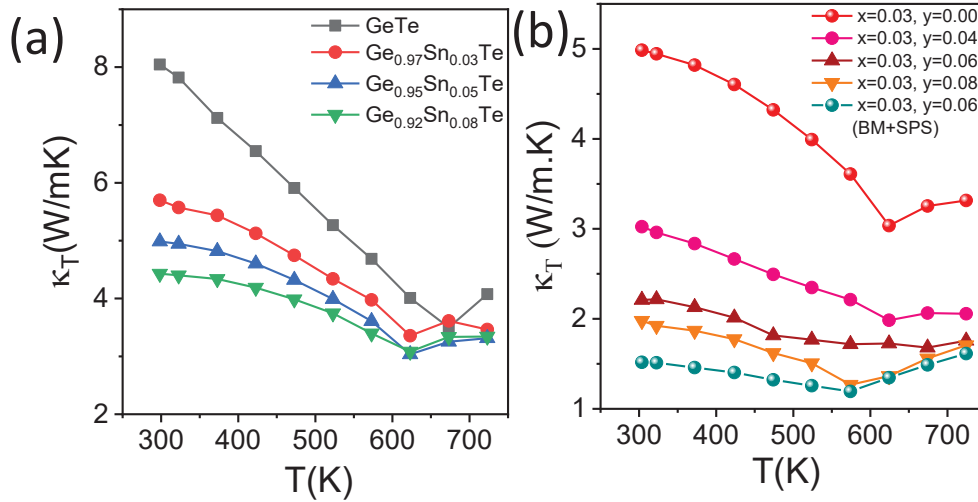 (a)
GeTe
Ge0.97Sn0.03Te
Ge0.95Sn0.05Te
Ge0.92Sn0.08Te
8
6
4
2
κT(W/mK)
300 400 500 600 700
T(K)
(b)
x=0.03, y=0.00
x=0.03, y=0.04
x=0.03, y=0.06
x=0.03, y=0.08
x=0.03, y=0.06
(BM+SPS)
5
4
3
2
1
κT (W/m.K)
300 400 500 600 700
T(K)